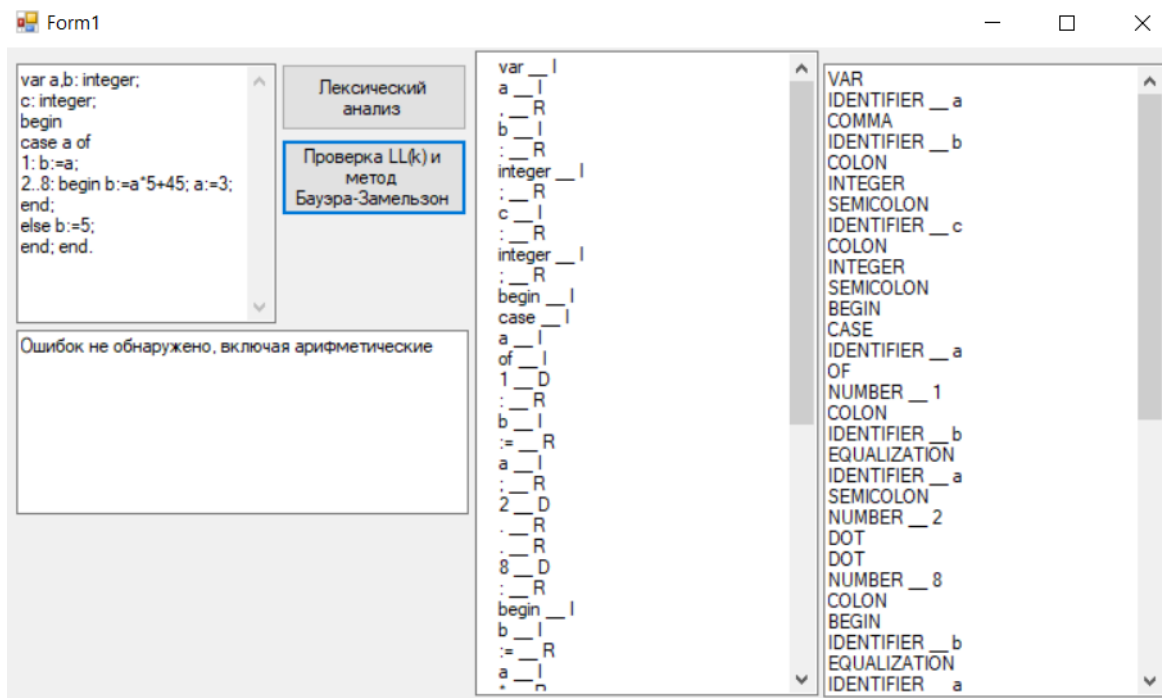 Form1
var a,b: integer;
c: integer;
begin
case a of
1: b:=a;
2..8: begin b:=a*5+45; a:=3;
end;
else b:=5;
end; end.
Лексический
анализ
Проверка LL(k) и
метод
Бауэра-Замельзон
Ошибок не обнаружено, включая арифметические
var __ I
a __ I
, __ R
b __ I
: __ R
integer __ I
; __ R
c __ I
: __ R
integer __ I
; __ R
begin __ I
case __ I
a __ I
of __ I
1 __ D
: __ R
b __ I
:= __ R
a __ I
; __ R
2 __ D
. __ R
. __ R
8 __ D
: __ R
begin __ I
b __ I
:= __ R
a __ I
VAR
IDENTIFIER __ a
COMMA
IDENTIFIER __ b
COLON
INTEGER
SEMICOLON
IDENTIFIER __ c
COLON
INTEGER
SEMICOLON
BEGIN
CASE
IDENTIFIER __ a
OF
NUMBER __ 1
COLON
IDENTIFIER __ b
EQUALIZATION
IDENTIFIER __ a
SEMICOLON
NUMBER __ 2
DOT
DOT
NUMBER __ 8
COLON
BEGIN
IDENTIFIER __ b
EQUALIZATION
IDENTIFIER __ a